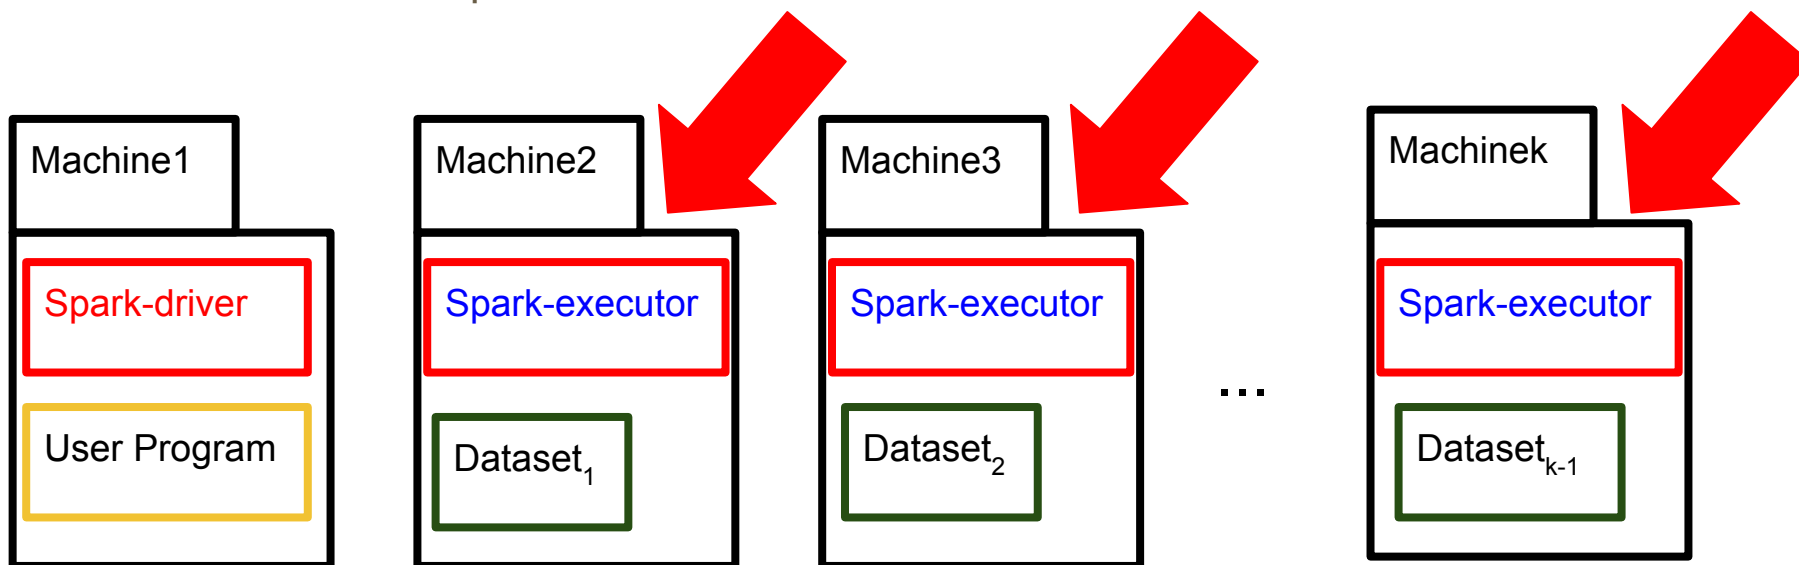 Machine1
Machine2
Machine3
Machinek
Spark-driver
Spark-executor
Spark-executor
Spark-executor
...
User Program
Dataset1
Dataset2
Datasetk-1